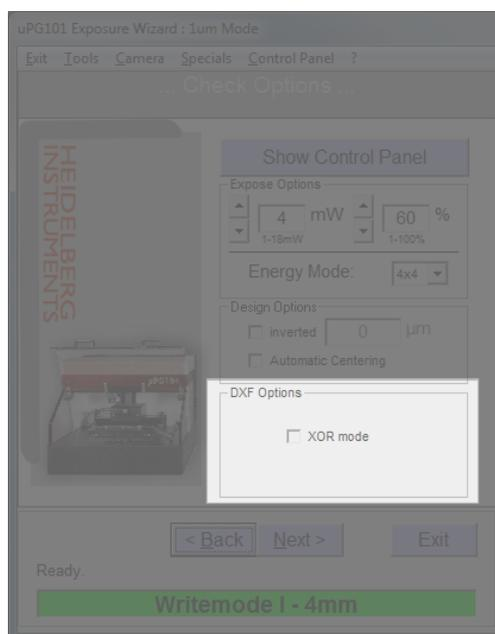 uPG101 Exposure Wizard : 1um Mode
Exit Tools Camera Specials Control Panel ?
... Check Options ...
HEIDELBERG
INSTRUMENTS
µPG101
Show Control Panel
Expose Options
4 mW 60 %
1-18mW 1-100%
Energy Mode: 4x4
Design Options
inverted 0 µm
Automatic Centering
DXF Options
XOR mode
< Back Next > Exit
Ready.
Writemode I - 4mm